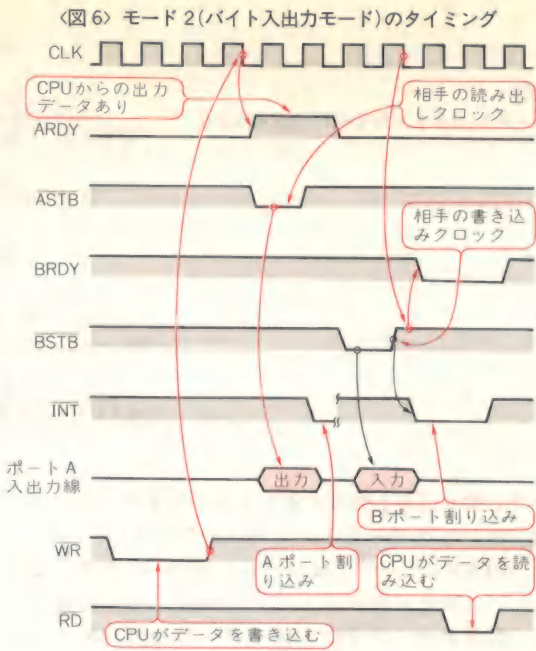 〈図6〉 モード2(バイト入出力モード)のタイミング
CLK
CPUからの出力
データあり
相手の読み出
しクロック
ARDY
ASTB
相手の書き込
みクロック
BRDY
BSTB
INT
ポートA
入出力線
出力
入力
Bポート割り込み
WR
Aポート割
り込み
CPUがデータを読
み込む
RD
CPUがデータを書き込む